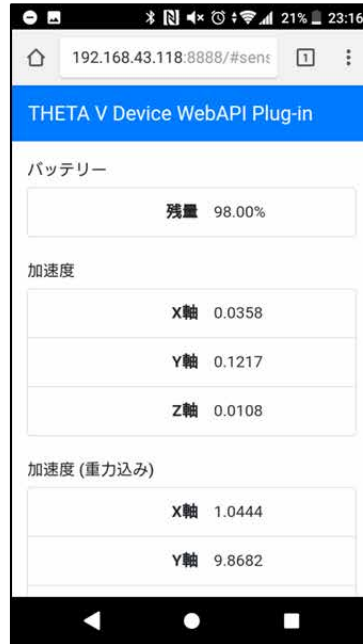 21% 23:16
192.168.43.118:8888/#sens
1
THETA V Device WebAPI Plug-in
バッテリー
残量 98.00%
加速度
X軸 0.0358
Y軸 0.1217
Z軸 0.0108
加速度 (重力込み)
X軸 1.0444
Y軸 9.8682